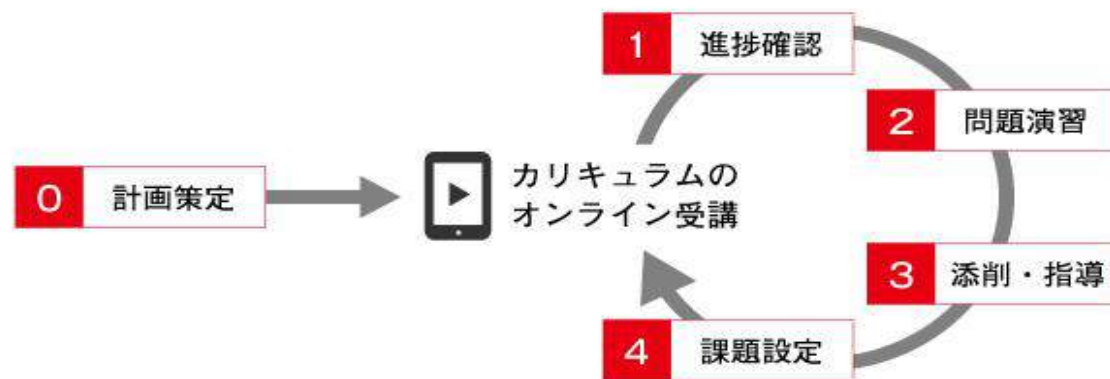 0 計画策定
カリキュラムの
オンライン受講
1 進捗確認
2 問題演習
3 添削・指導
4 課題設定